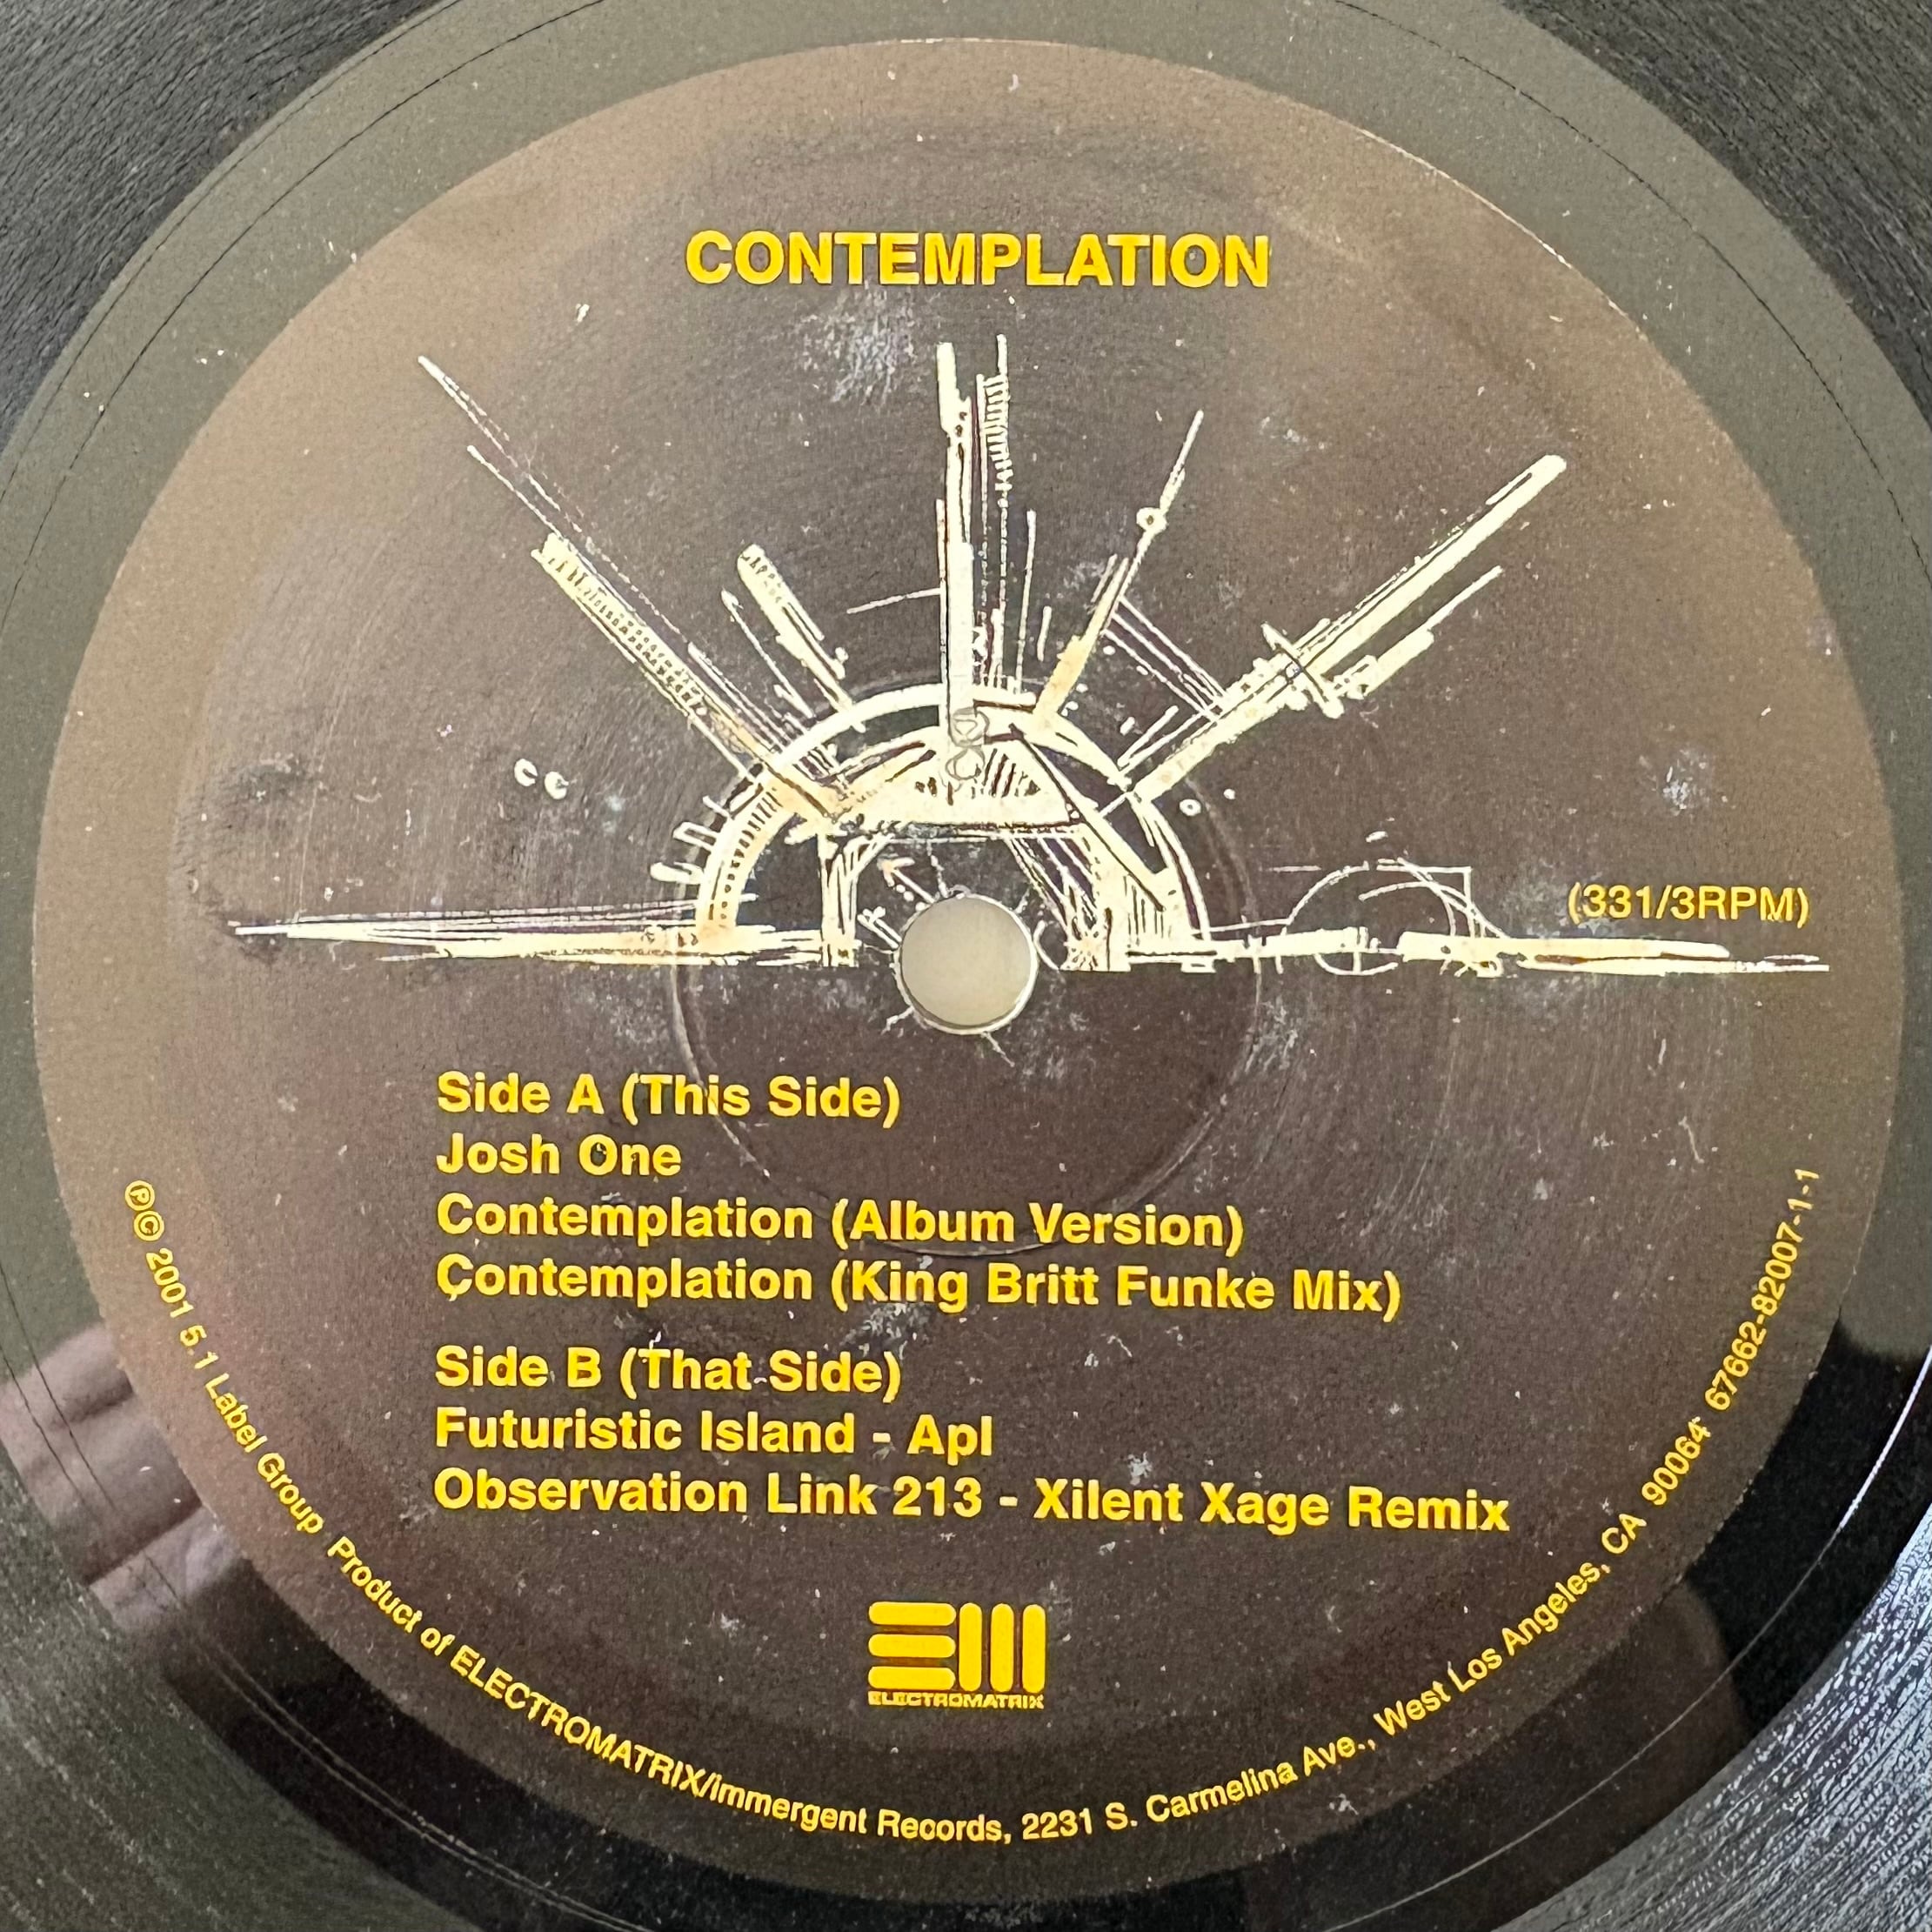 CONTEMPLATION
(331/3RPM)
Side A (This Side)
Josh One
Contemplation (Album Version)
Contemplation (King Britt Funke Mix)
Side B (That Side)
Futuristic Island - Apl
Observation Link 213 - Xilent Xage Remix
EM
ELECTROMATRIX
℗© 2001 5.1 Label Group Product of ELECTROMATRIX/Immergent Records, 2231 S. Carmelina Ave., West Los Angeles, CA 90064 67662-82007-1-1